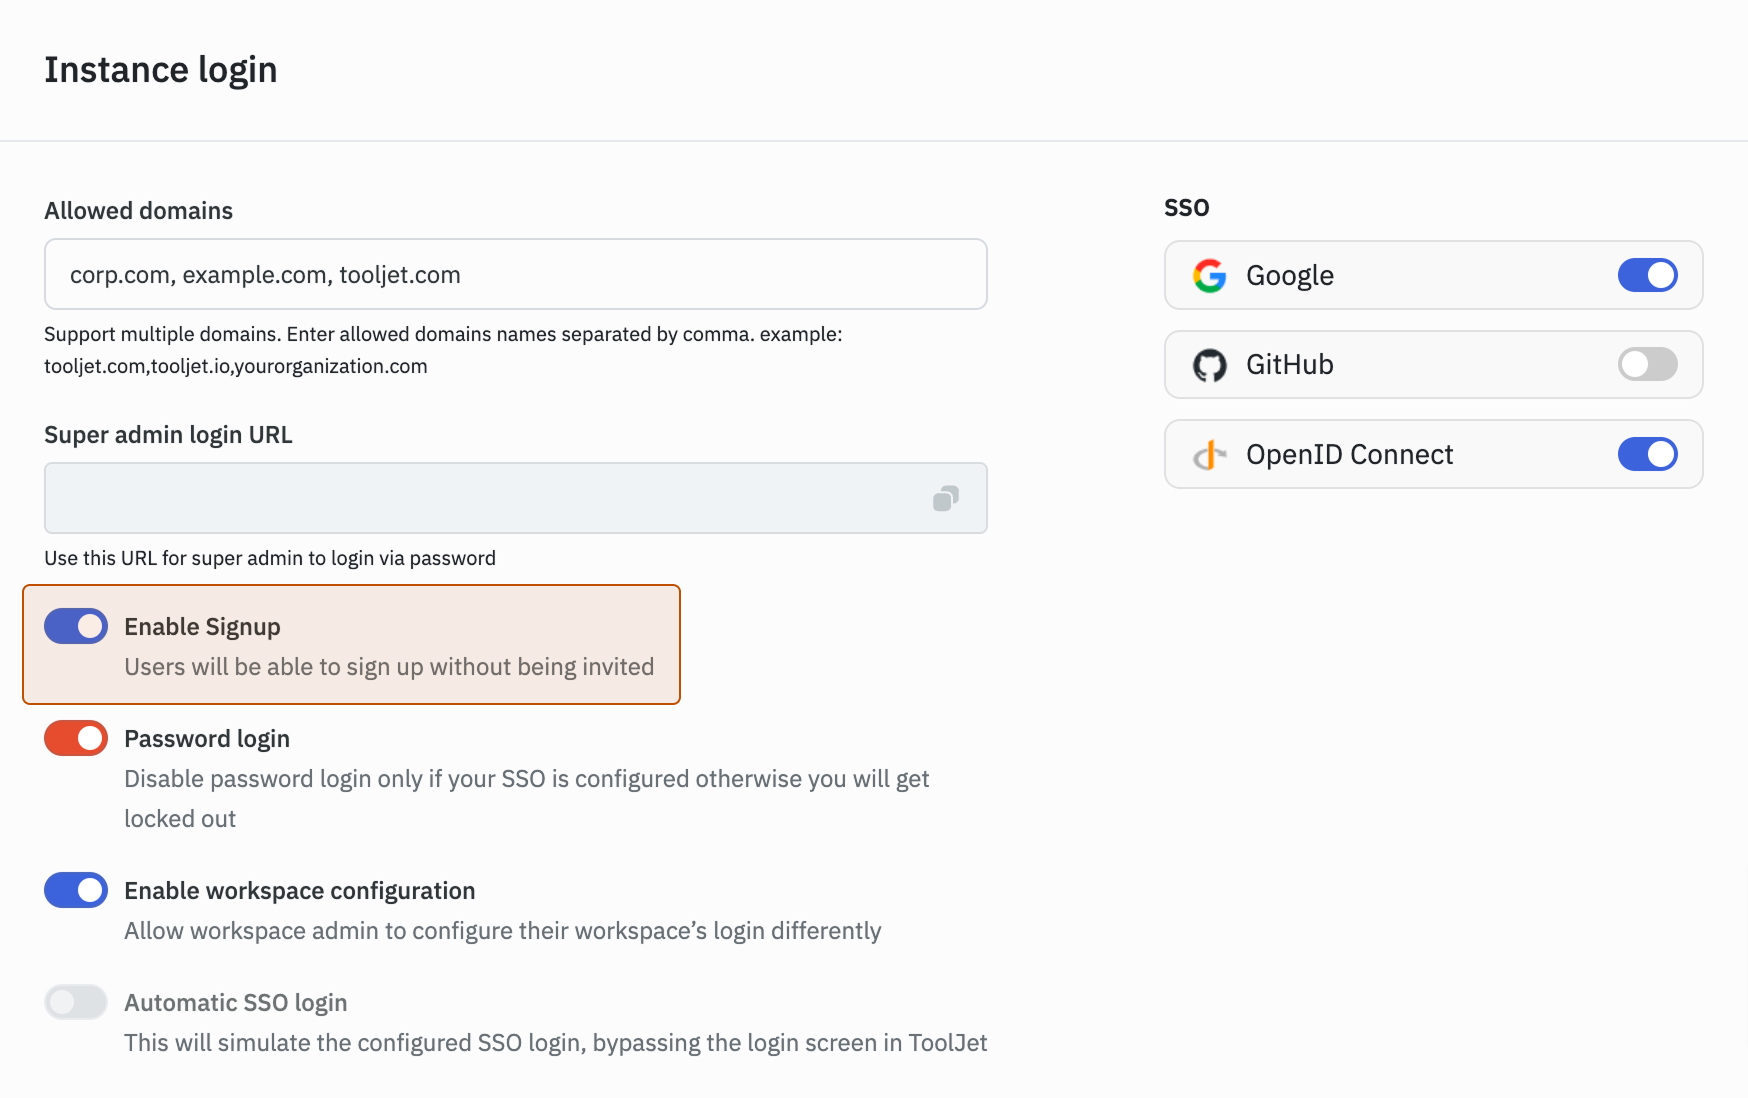 Instance login
Allowed domains
corp.com, example.com, tooljet.com
Support multiple domains. Enter allowed domains names separated by comma. example:
tooljet.com,tooljet.io,yourorganization.com
Super admin login URL
Use this URL for super admin to login via password
Enable Signup
Users will be able to sign up without being invited
Password login
Disable password login only if your SSO is configured otherwise you will get
locked out
Enable workspace configuration
Allow workspace admin to configure their workspace’s login differently
Automatic SSO login
This will simulate the configured SSO login, bypassing the login screen in ToolJet
SSO
Google
GitHub
OpenID Connect